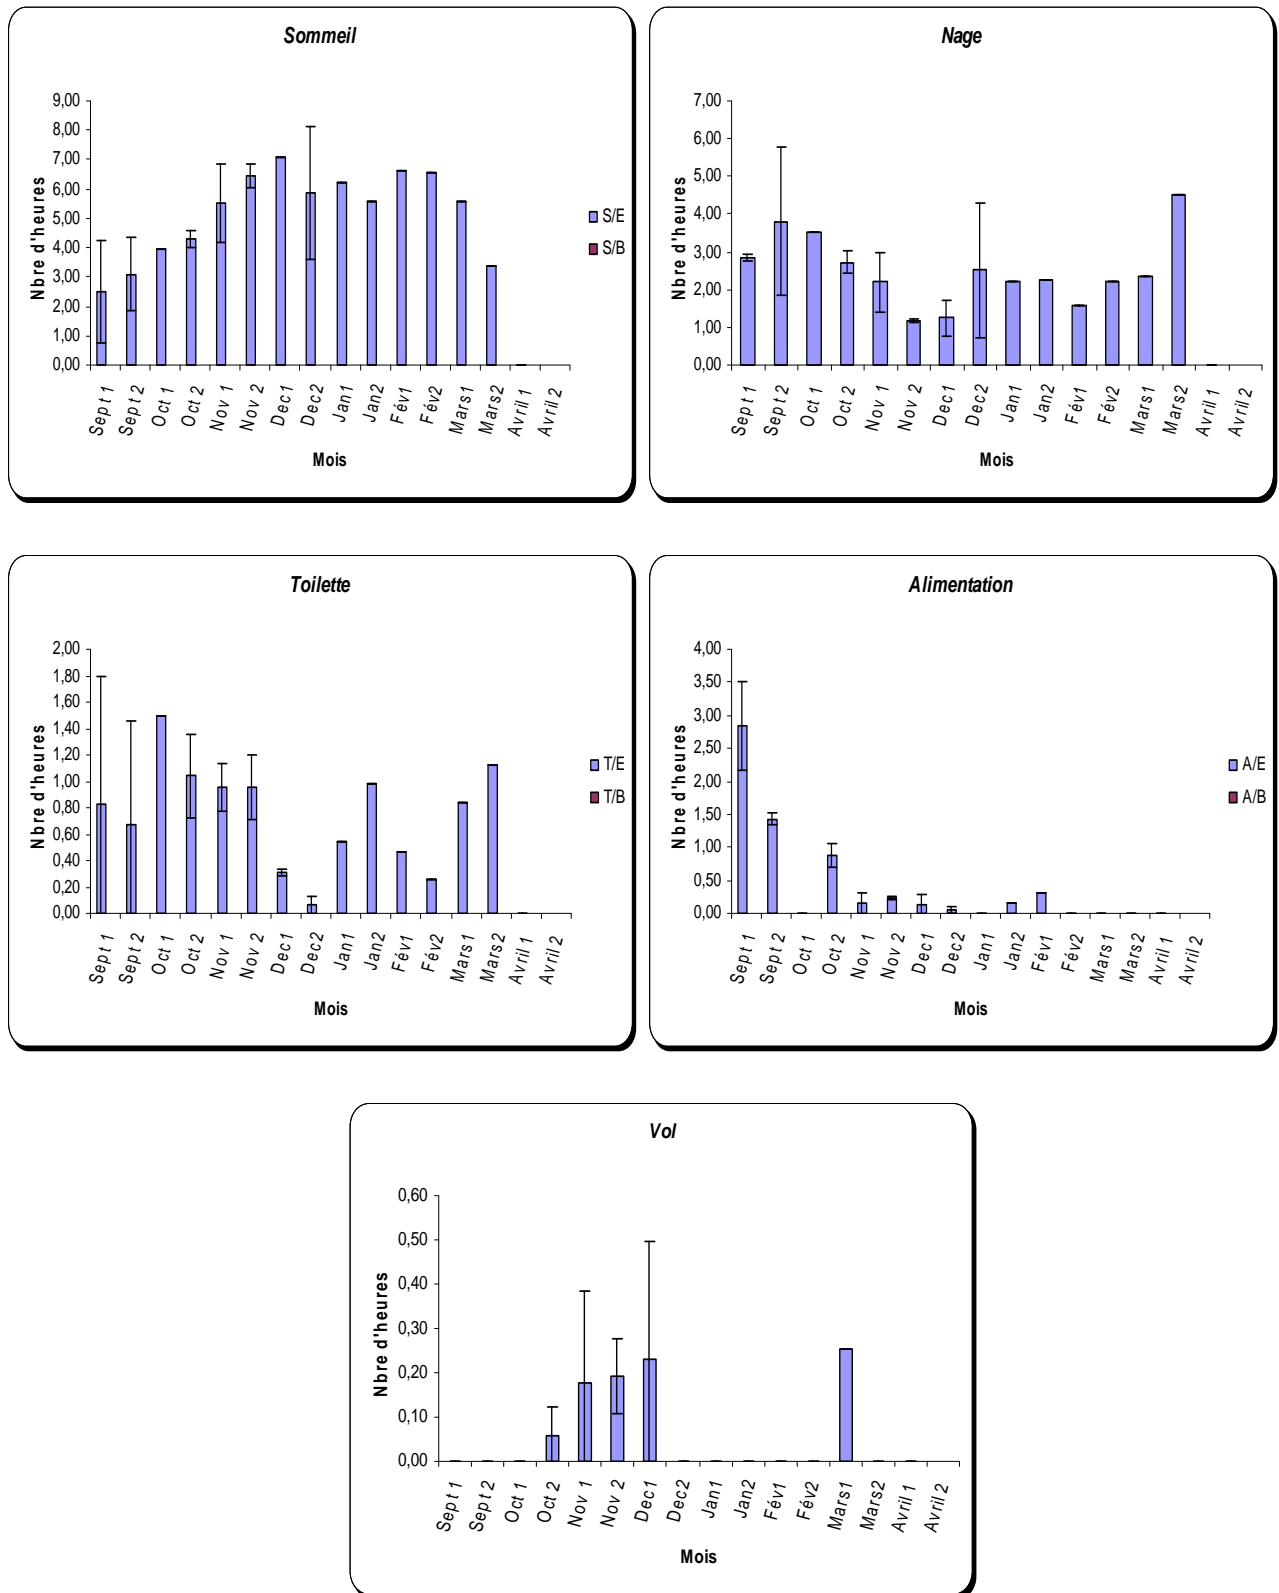 Sommeil
Nbre d'heures
9,00
8,00
7,00
6,00
5,00
4,00
3,00
2,00
1,00
0,00
Sept 1 Sept 2 Oct 1 Oct 2 Nov 1 Nov 2 Dec1 Dec2 Jan1 Jan2 Fév1 Fév2 Mars1 Mars2 Avril 1 Avril 2
Mois
S/E
S/B
Nage
Nbre d'heures
7,00
6,00
5,00
4,00
3,00
2,00
1,00
0,00
Sept 1 Sept 2 Oct 1 Oct 2 Nov 1 Nov 2 Dec1 Dec2 Jan1 Jan2 Fév1 Fév2 Mars1 Mars2 Avril 1 Avril 2
Mois
Toilette
Nbre d'heures
2,00
1,80
1,60
1,40
1,20
1,00
0,80
0,60
0,40
0,20
0,00
Sept 1 Sept 2 Oct 1 Oct 2 Nov 1 Nov 2 Dec1 Dec2 Jan1 Jan2 Fév1 Fév2 Mars1 Mars2 Avril 1 Avril 2
Mois
T/E
T/B
Alimentation
Nbre d'heures
4,00
3,50
3,00
2,50
2,00
1,50
1,00
0,50
0,00
Sept 1 Sept 2 Oct 1 Oct 2 Nov 1 Nov 2 Dec1 Dec2 Jan1 Jan2 Fév1 Fév2 Mars1 Mars2 Avril 1 Avril 2
Mois
A/E
A/B
Vol
Nbre d'heures
0,60
0,50
0,40
0,30
0,20
0,10
0,00
Sept 1 Sept 2 Oct 1 Oct 2 Nov 1 Nov 2 Dec1 Dec2 Jan1 Jan2 Fév1 Fév2 Mars1 Mars2 Avril 1 Avril 2
Mois